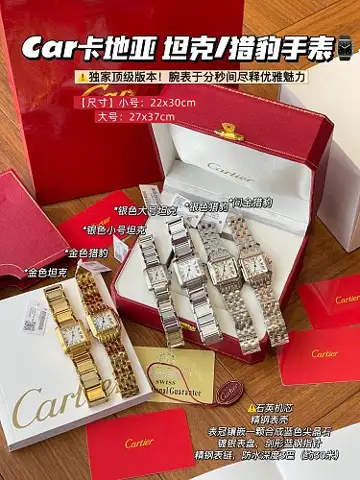 Car卡地亚 坦克/猎豹手表
⚠️独家顶级版本！腕表于分秒间尽释优雅魅力
【尺寸】小号：22x30cm
大号：27x37cm
Cartier
*银色大号坦克
*银色猎豹
*间金猎豹
*银色小号坦克
*金色猎豹
*金色坦克
Cartier
Cartier
SWISS
Guarantee
Cartier
Cartier
⚠️石英机芯
精钢表壳
表冠镶嵌一颗合成蓝色尖晶石
镀银表盘、剑形蓝钢指针
精钢表链，防水深度3巴（约30米）